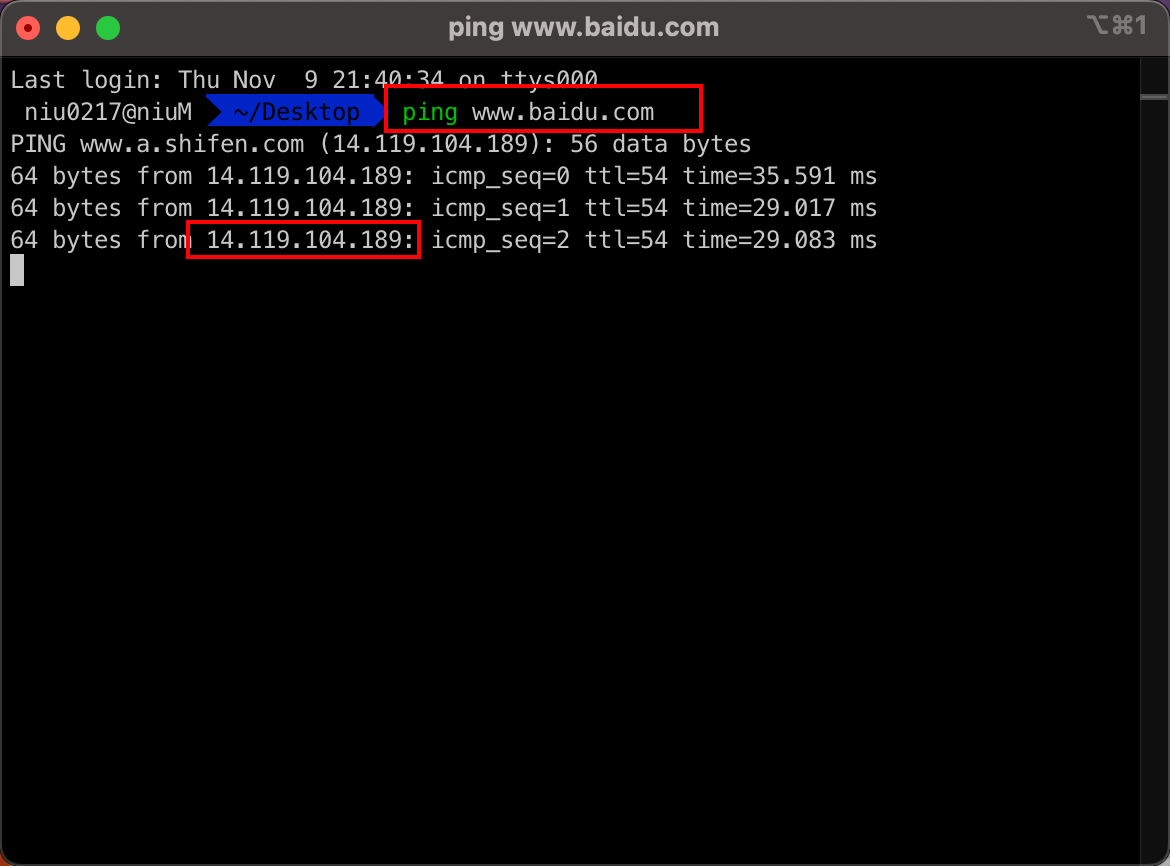 ping www.baidu.com
⌥⌘1
Last login: Thu Nov  9 21:40:34 on ttys000
niu0217@niuM ~/Desktop ping www.baidu.com
PING www.a.shifen.com (14.119.104.189): 56 data bytes
64 bytes from 14.119.104.189: icmp_seq=0 ttl=54 time=35.591 ms
64 bytes from 14.119.104.189: icmp_seq=1 ttl=54 time=29.017 ms
64 bytes from 14.119.104.189: icmp_seq=2 ttl=54 time=29.083 ms